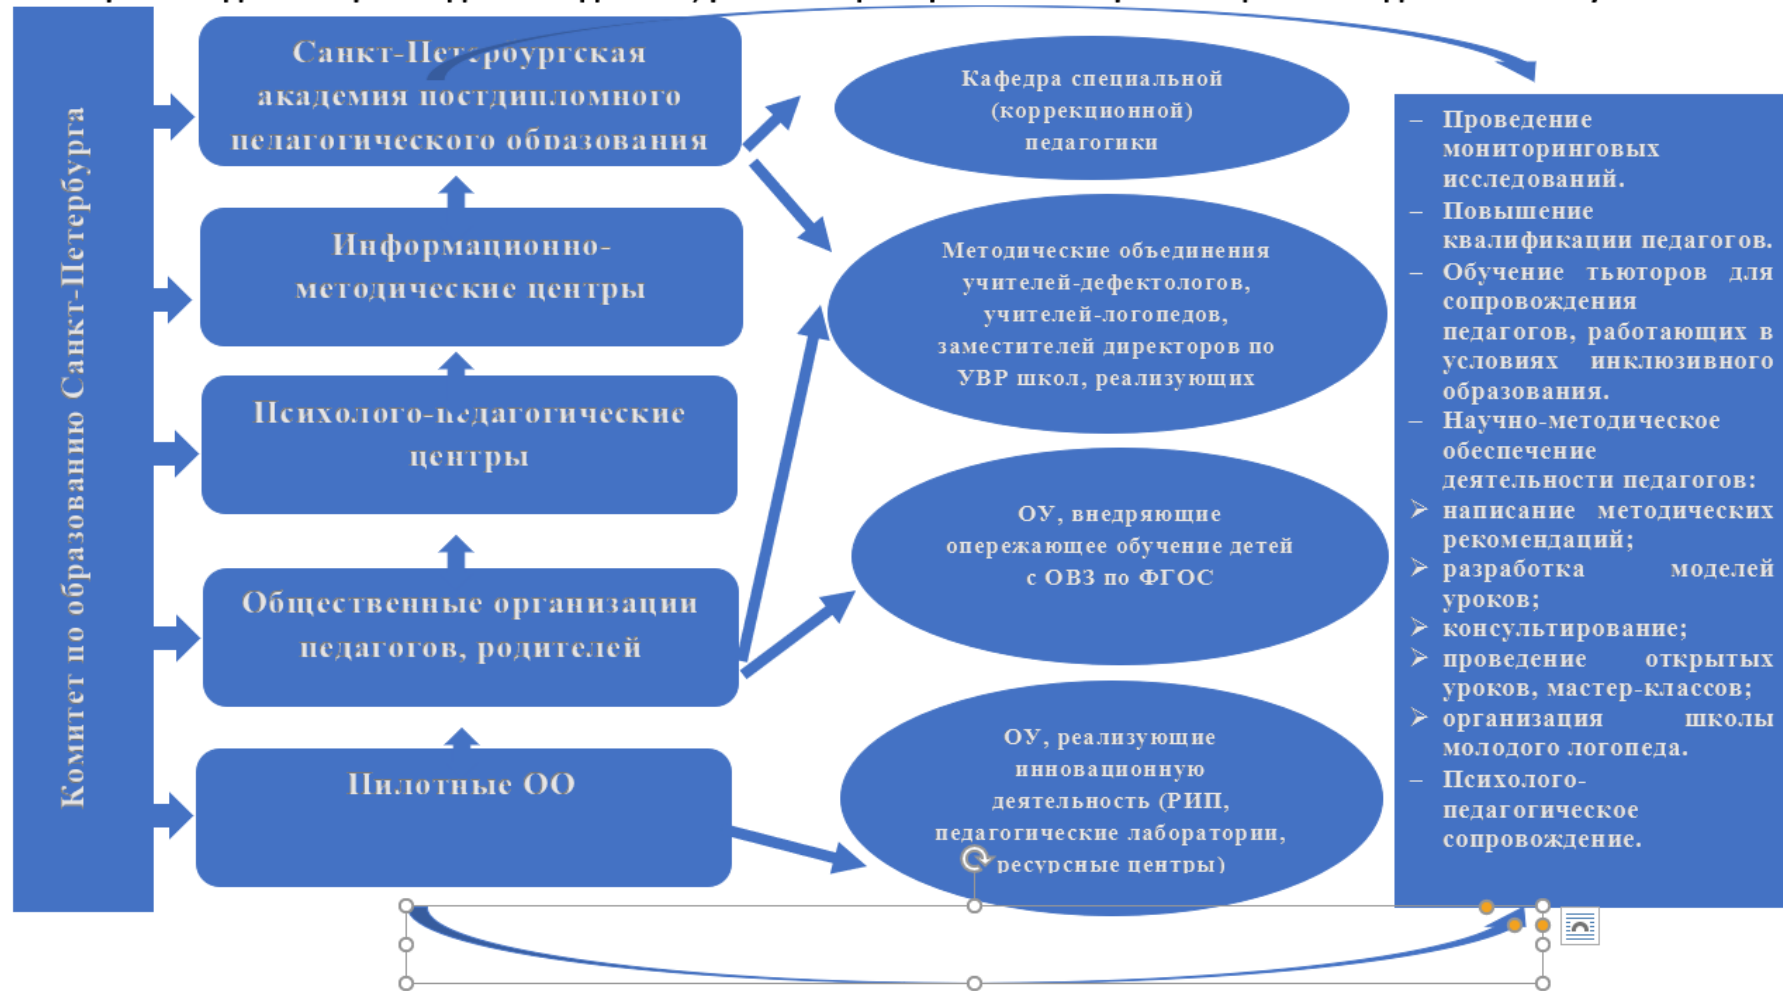 Комитет по образованию Санкт-Петербурга
Санкт-Петербургская
академия постдипломного
педагогического образования
Информационно-
методические центры
Психолого-педагогические
центры
Общественные организации
педагогов, родителей
Пилотные ОО
Кафедра специальной
(коррекционной)
педагогики
Методические объединения
учителей-дефектологов,
учителей-логопедов,
заместителей директоров по
УВР школ, реализующих
ОУ, внедряющие
опережающее обучение детей
с ОВЗ по ФГОС
ОУ, реализующие
инновационную
деятельность (РИП,
педагогические лаборатории,
ресурсные центры)
– Проведение
мониторинговых
исследований.
– Повышение
квалификации педагогов.
– Обучение тьюторов для
сопровождения
педагогов, работающих в
условиях инклюзивного
образования.
– Научно-методическое
обеспечение
деятельности педагогов:
➢ написание методических
рекомендаций;
➢ разработка моделей
уроков;
➢ консультирование;
➢ проведение открытых
уроков, мастер-классов;
➢ организация школы
молодого логопеда.
– Психолого-
педагогическое
сопровождение.